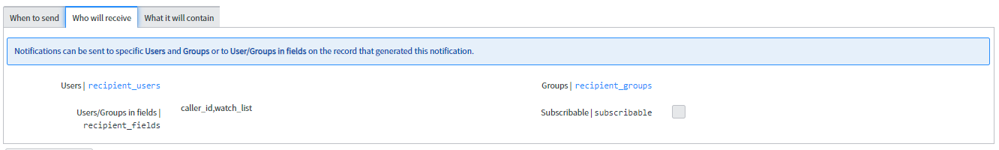 When to send
Who will receive
What it will contain
Notifications can be sent to specific Users and Groups or to User/Groups in fields on the record that generated this notification.
Users | recipient_users
Groups | recipient_groups
Users/Groups in fields |
recipient_fields
caller_id,watch_list
Subscribable | subscribable